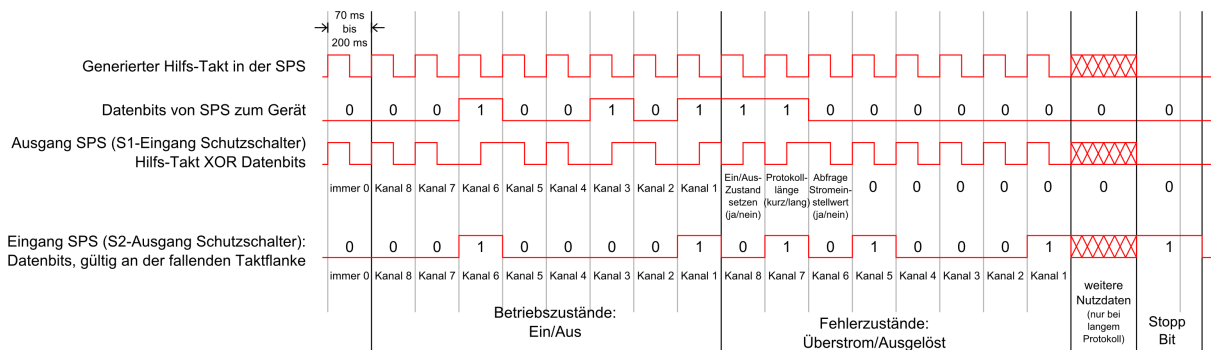 70 ms
bis
200 ms
Generierter Hilfs-Takt in der SPS
Datenbits von SPS zum Gerät
0 0 0 1 0 0 1 0 1 1 1 0 0 0 0 0 0 0 0
Ausgang SPS (S1-Eingang Schutzschalter)
Hilfs-Takt XOR Datenbits
immer 0 Kanal 8 Kanal 7 Kanal 6 Kanal 5 Kanal 4 Kanal 3 Kanal 2 Kanal 1
Ein/Aus-
Zustand
setzen
(ja/nein)
Protokoll-
länge
(kurz/lang)
Abfrage
Stromein-
stellwert
(ja/nein)
0 0 0 0 0 0 0
Eingang SPS (S2-Ausgang Schutzschalter):
Datenbits, gültig an der fallenden Taktflanke
0 0 0 1 0 0 0 0 1 0 1 0 1 0 0 0 1 1
immer 0 Kanal 8 Kanal 7 Kanal 6 Kanal 5 Kanal 4 Kanal 3 Kanal 2 Kanal 1 Kanal 8 Kanal 7 Kanal 6 Kanal 5 Kanal 4 Kanal 3 Kanal 2 Kanal 1
Betriebszustände:
Ein/Aus
Fehlerzustände:
Überstrom/Ausgelöst
weitere
Nutzdaten
(nur bei
langem
Protokoll)
Stopp
Bit